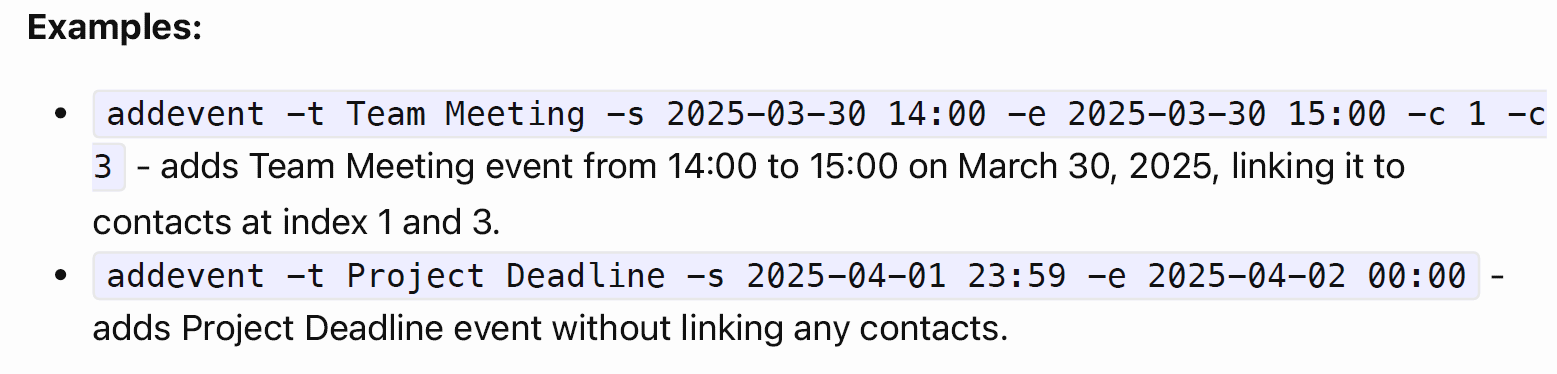 Examples:
• addevent -t Team Meeting -s 2025-03-30 14:00 -e 2025-03-30 15:00 -c 1 -c
3 - adds Team Meeting event from 14:00 to 15:00 on March 30, 2025, linking it to
contacts at index 1 and 3.
• addevent -t Project Deadline -s 2025-04-01 23:59 -e 2025-04-02 00:00 -
adds Project Deadline event without linking any contacts.